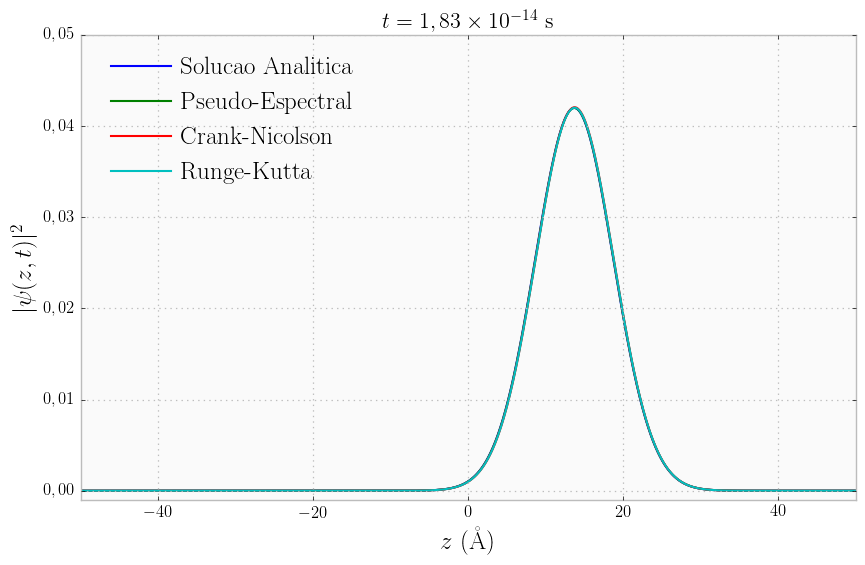 t = 1, 83 × 10⁻¹⁴ s
0, 05
0, 04
0, 03
0, 02
0, 01
0, 00
|ψ(z, t)|²
Solucao Analitica
Pseudo-Espectral
Crank-Nicolson
Runge-Kutta
−40 −20 0 20 40
z (Å)